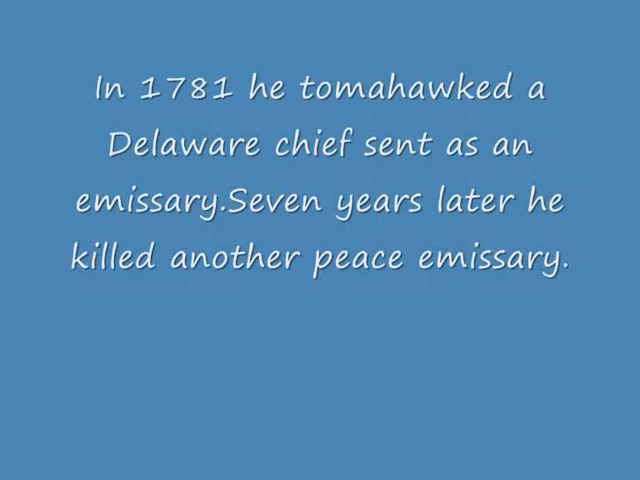 In 1781 he tomahawked a
Delaware chief sent as an
emissary.Seven years later he
killed another peace emissary.